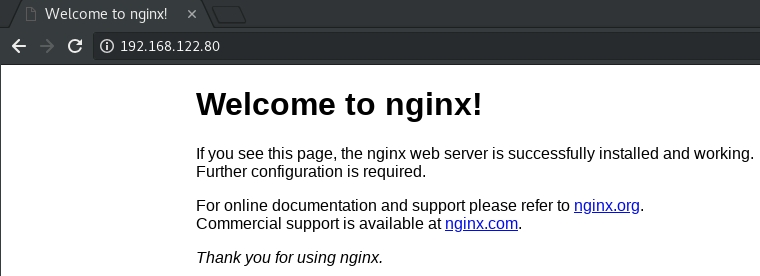 Welcome to nginx!
192.168.122.80
Welcome to nginx!
If you see this page, the nginx web server is successfully installed and working.
Further configuration is required.
For online documentation and support please refer to nginx.org.
Commercial support is available at nginx.com.
Thank you for using nginx.